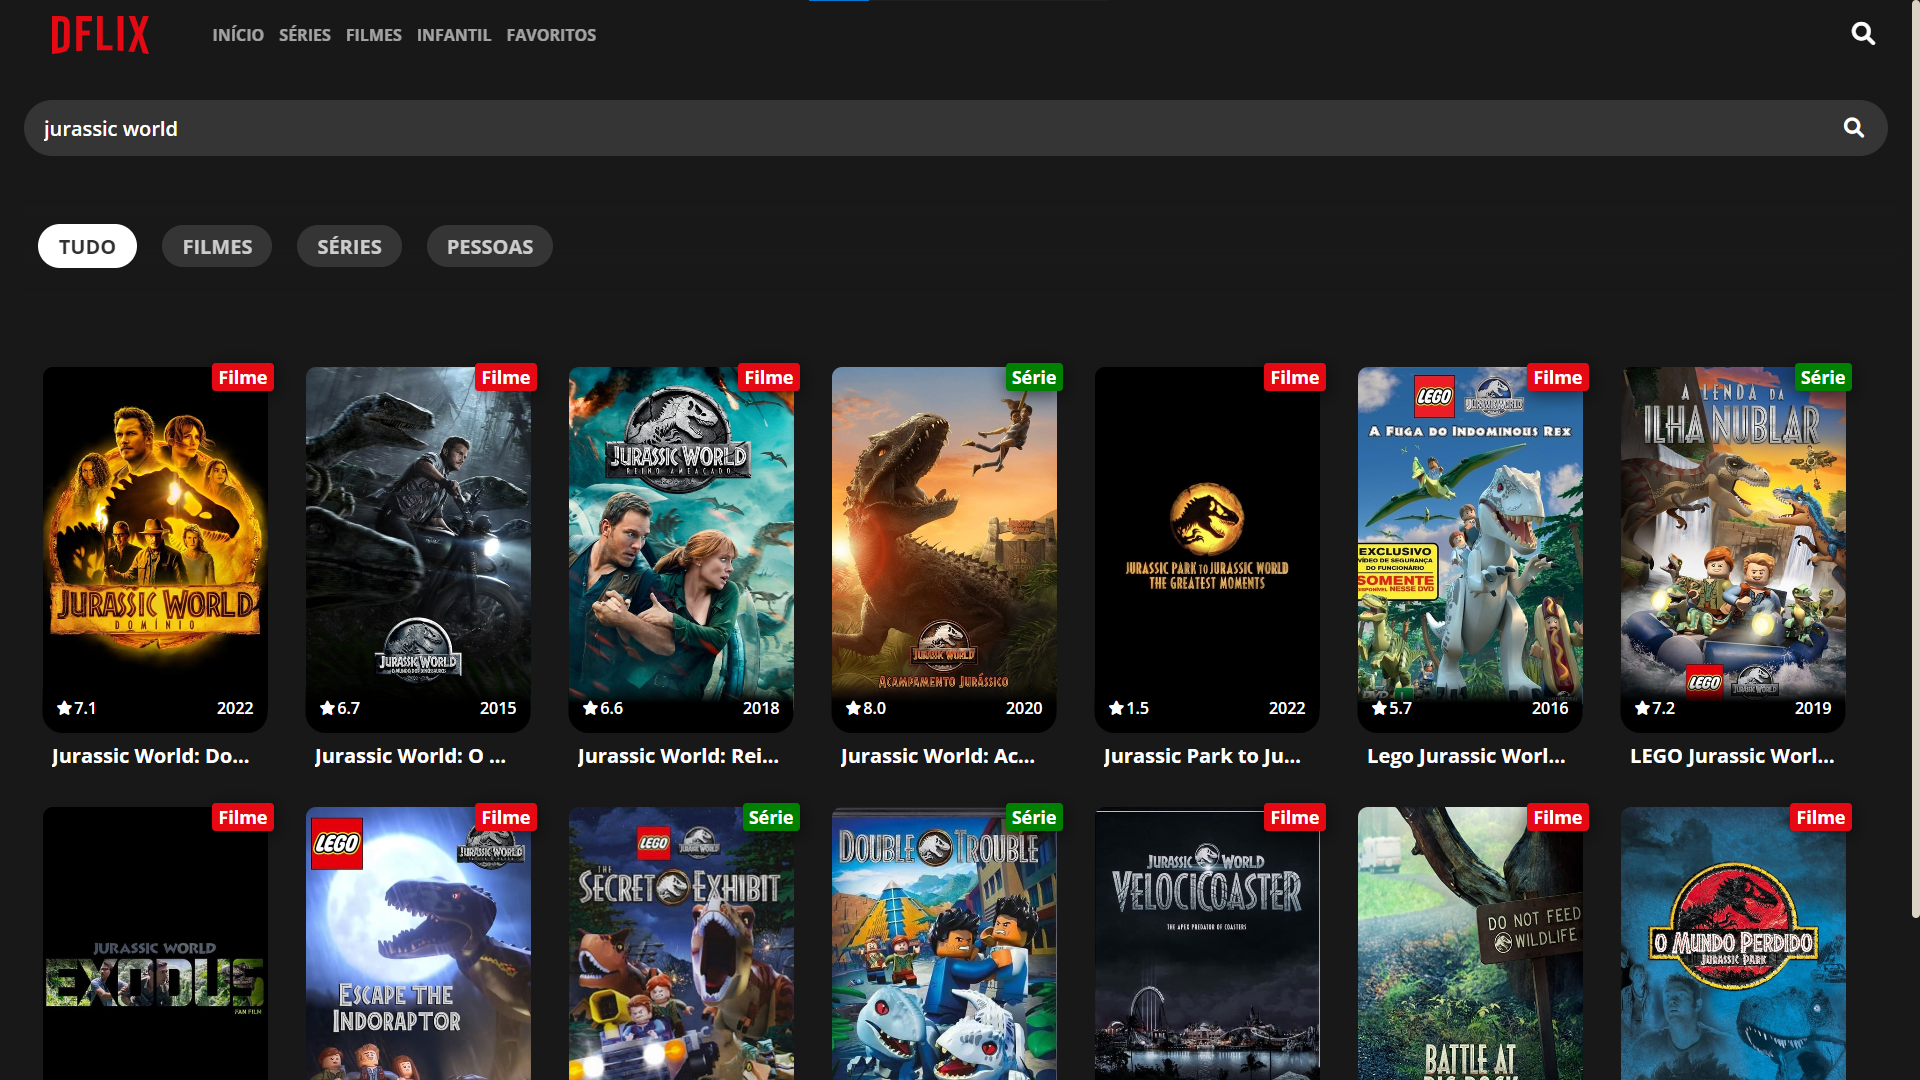 DFLIX
INÍCIO SÉRIES FILMES INFANTIL FAVORITOS
jurassic world
TUDO FILMES SÉRIES PESSOAS
Filme
JURASSIC WORLD
DOMÍNIO
7.1 2022
Jurassic World: Do...
Filme
JURASSIC WORLD
O MUNDO DOS DINOSSAUROS
6.7 2015
Jurassic World: O ...
Filme
JURASSIC WORLD
REINO AMEAÇADO
6.6 2018
Jurassic World: Rei...
Série
JURASSIC WORLD
ACAMPAMENTO JURÁSSICO
8.0 2020
Jurassic World: Ac...
Filme
JURASSIC PARK TO JURASSIC WORLD
THE GREATEST MOMENTS
1.5 2022
Jurassic Park to Ju...
Filme
LEGO JURASSIC WORLD
A FUGA DO INDOMINOUS REX
EXCLUSIVO
VÍDEO DE SEGURANÇA
DO FUNCIONÁRIO
SOMENTE
DISPONÍVEL NESSE DVD
DVD
5.7 2016
Lego Jurassic Worl...
Série
A LENDA DA
ILHA NUBLAR
LEGO JURASSIC WORLD
7.2 2019
LEGO Jurassic Worl...
Filme
JURASSIC WORLD
EXODUS
FAN FILM
Filme
LEGO JURASSIC WORLD
ESCAPE THE
INDORAPTOR
Série
LEGO JURASSIC WORLD
THE
SECRET EXHIBIT
Série
DOUBLE TROUBLE
Filme
JURASSIC WORLD
VELOCICOASTER
THE APEX PREDATOR OF COASTERS
Filme
DO NOT FEED
WILDLIFE
BATTLE AT
BIG ROCK
Filme
O MUNDO PERDIDO
JURASSIC PARK